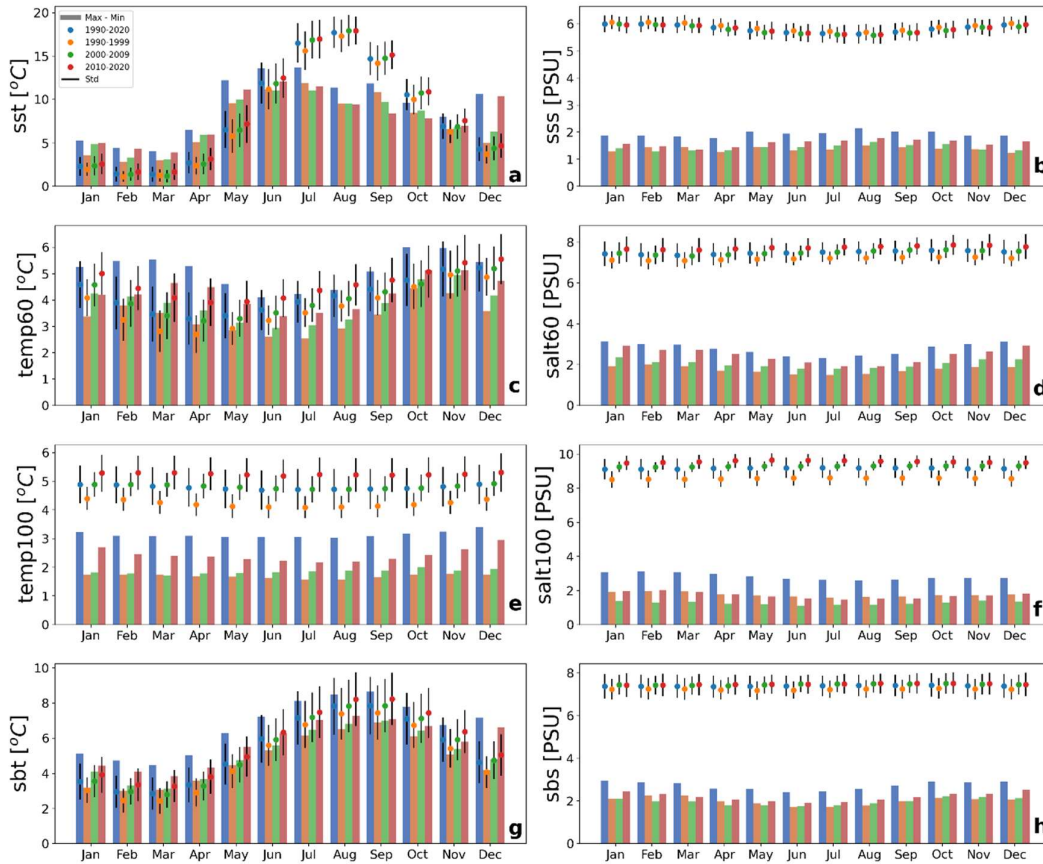 20
15
10
5
0
sst [°C]
Max - Min
1990-2020
1990-1999
2000-2009
2010-2020
Std
a
Jan Feb Mar Apr May Jun Jul Aug Sep Oct Nov Dec
6
5
4
3
2
1
0
sss [PSU]
b
Jan Feb Mar Apr May Jun Jul Aug Sep Oct Nov Dec
6
5
4
3
2
1
0
temp60 [°C]
c
Jan Feb Mar Apr May Jun Jul Aug Sep Oct Nov Dec
8
6
4
2
0
salt60 [PSU]
d
Jan Feb Mar Apr May Jun Jul Aug Sep Oct Nov Dec
6
5
4
3
2
1
0
temp100 [°C]
e
Jan Feb Mar Apr May Jun Jul Aug Sep Oct Nov Dec
10
8
6
4
2
0
salt100 [PSU]
f
Jan Feb Mar Apr May Jun Jul Aug Sep Oct Nov Dec
10
8
6
4
2
0
sbt [°C]
g
Jan Feb Mar Apr May Jun Jul Aug Sep Oct Nov Dec
8
6
4
2
0
sbs [PSU]
h
Jan Feb Mar Apr May Jun Jul Aug Sep Oct Nov Dec